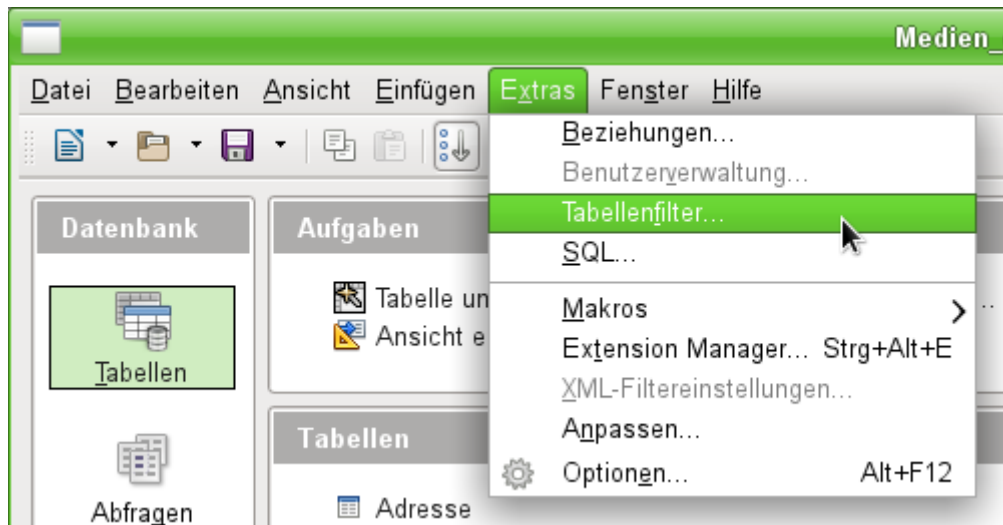 Medien_
Datei Bearbeiten Ansicht Einfügen Extras Fenster Hilfe
Beziehungen...
Benutzerverwaltung...
Tabellenfilter...
SQL...
Makros
Extension Manager... Strg+Alt+E
XML-Filtereinstellungen...
Anpassen...
Optionen... Alt+F12
Datenbank
Tabellen
Abfragen
Aufgaben
Tabelle un
...
Ansicht e
Tabellen
Adresse